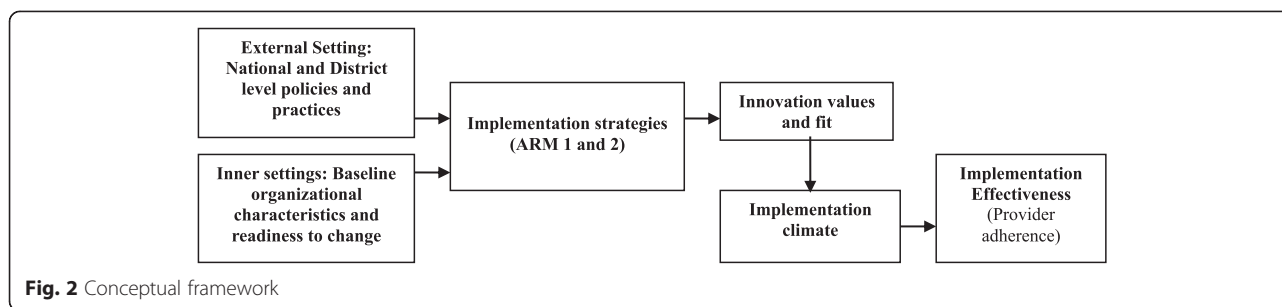 External Setting:
National and District
level policies and
practices
Inner settings: Baseline
organizational
characteristics and
readiness to change
Implementation strategies
(ARM 1 and 2)
Innovation values
and fit
Implementation
climate
Implementation
Effectiveness
(Provider
adherence)
Fig. 2 Conceptual framework